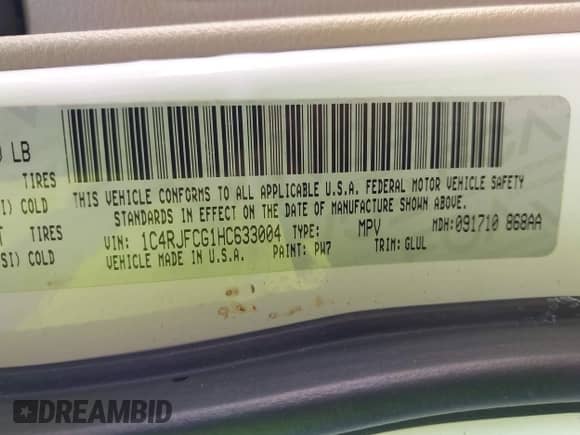 LB
TIRES
COLD
TIRES
SI) COLD
THIS VEHICLE CONFORMS TO ALL APPLICABLE U.S.A. FEDERAL MOTOR VEHICLE SAFETY
STANDARDS IN EFFECT ON THE DATE OF MANUFACTURE SHOWN ABOVE.
VIN: 1C4RJFCG1HC633004 TYPE: MPV MDH:091710 868AA
VEHICLE MADE IN U.S.A. PAINT: PW7 TRIM: GLUL
DREAMBID